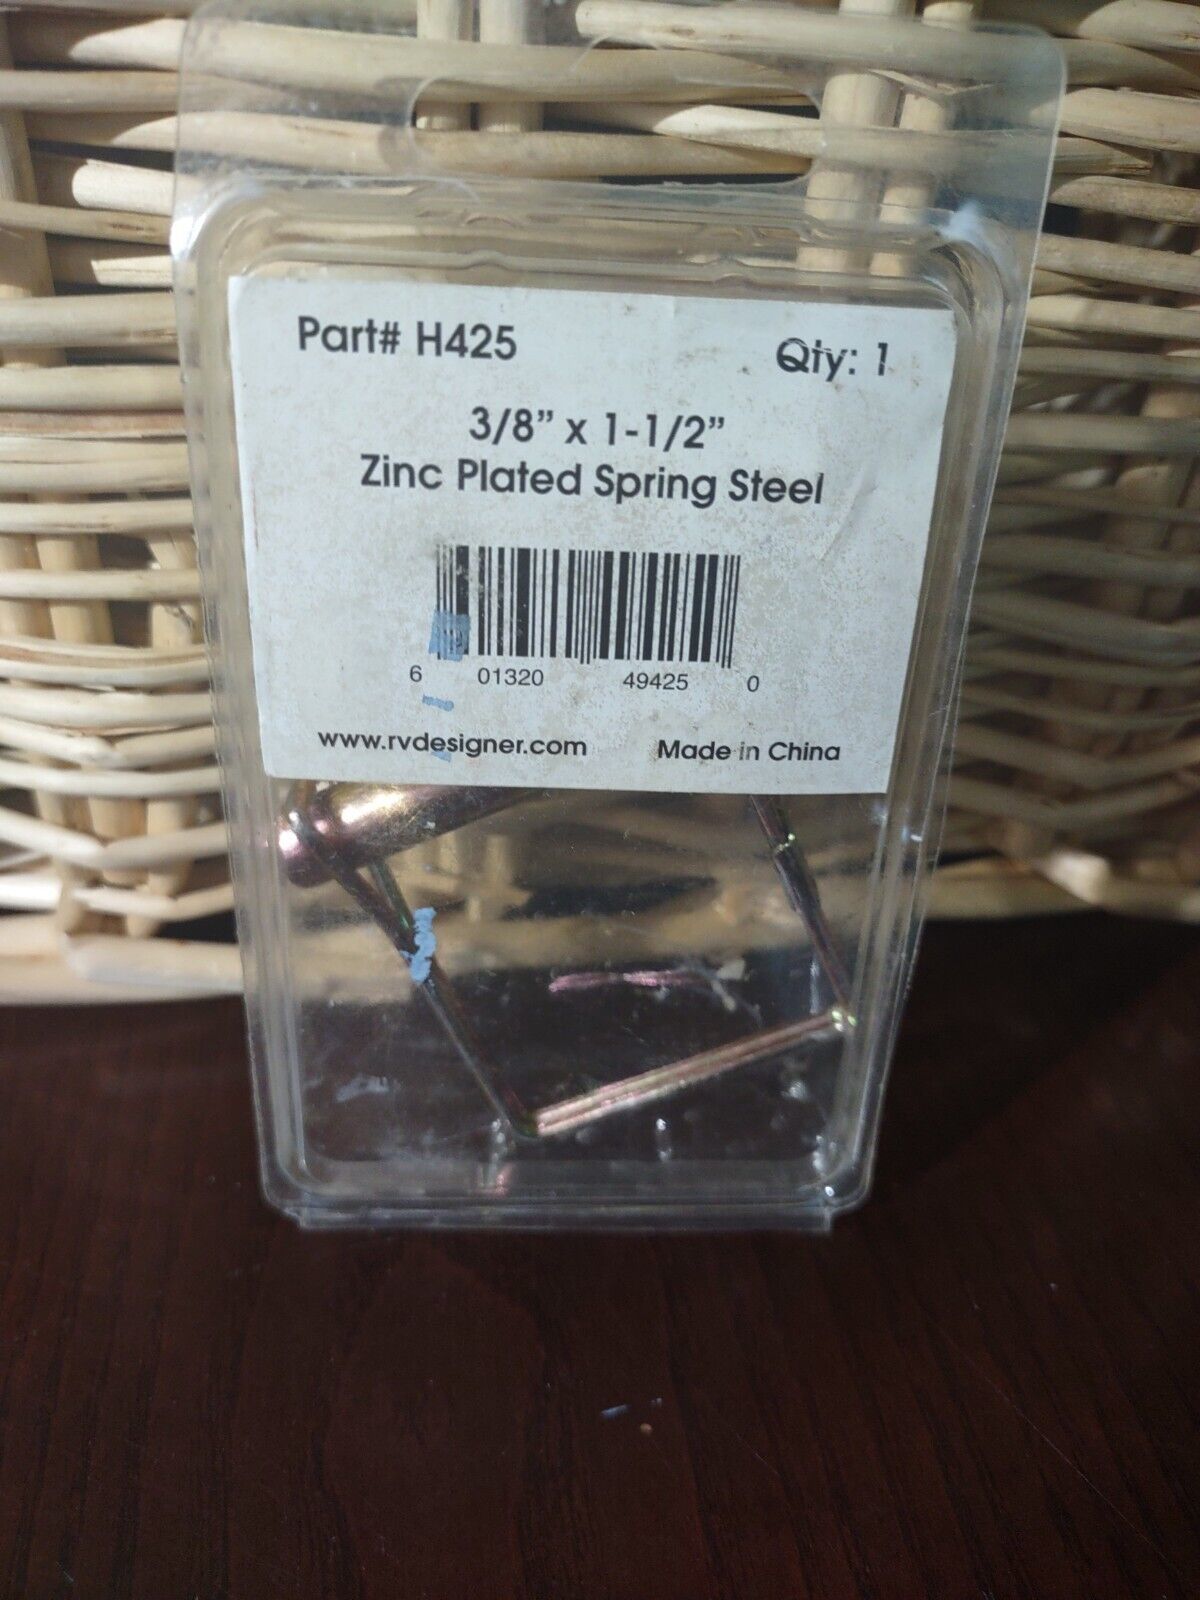 Part# H425 Qty: 1
3/8” x 1-1/2”
Zinc Plated Spring Steel
6 01320 49425 0
www.rvdesigner.com Made in China